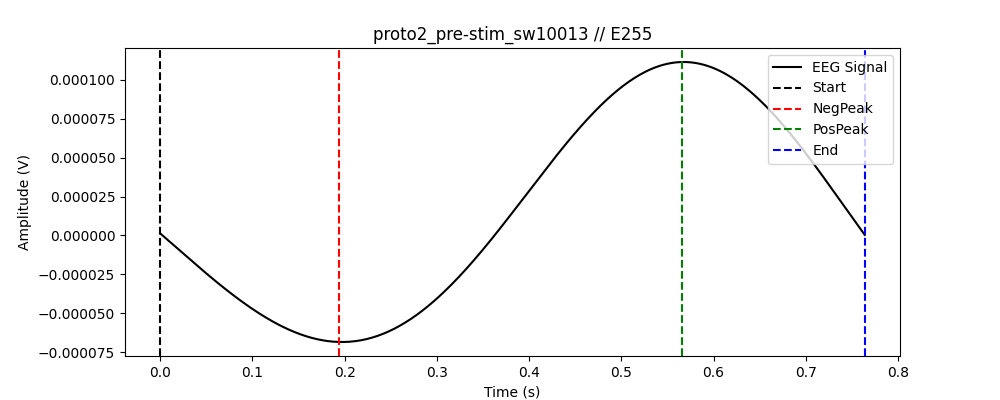 proto2_pre-stim_sw10013 // E255
EEG Signal
Start
NegPeak
PosPeak
End
Amplitude (V)
0.000100
0.000075
0.000050
0.000025
0.000000
−0.000025
−0.000050
−0.000075
0.0 0.1 0.2 0.3 0.4 0.5 0.6 0.7 0.8
Time (s)